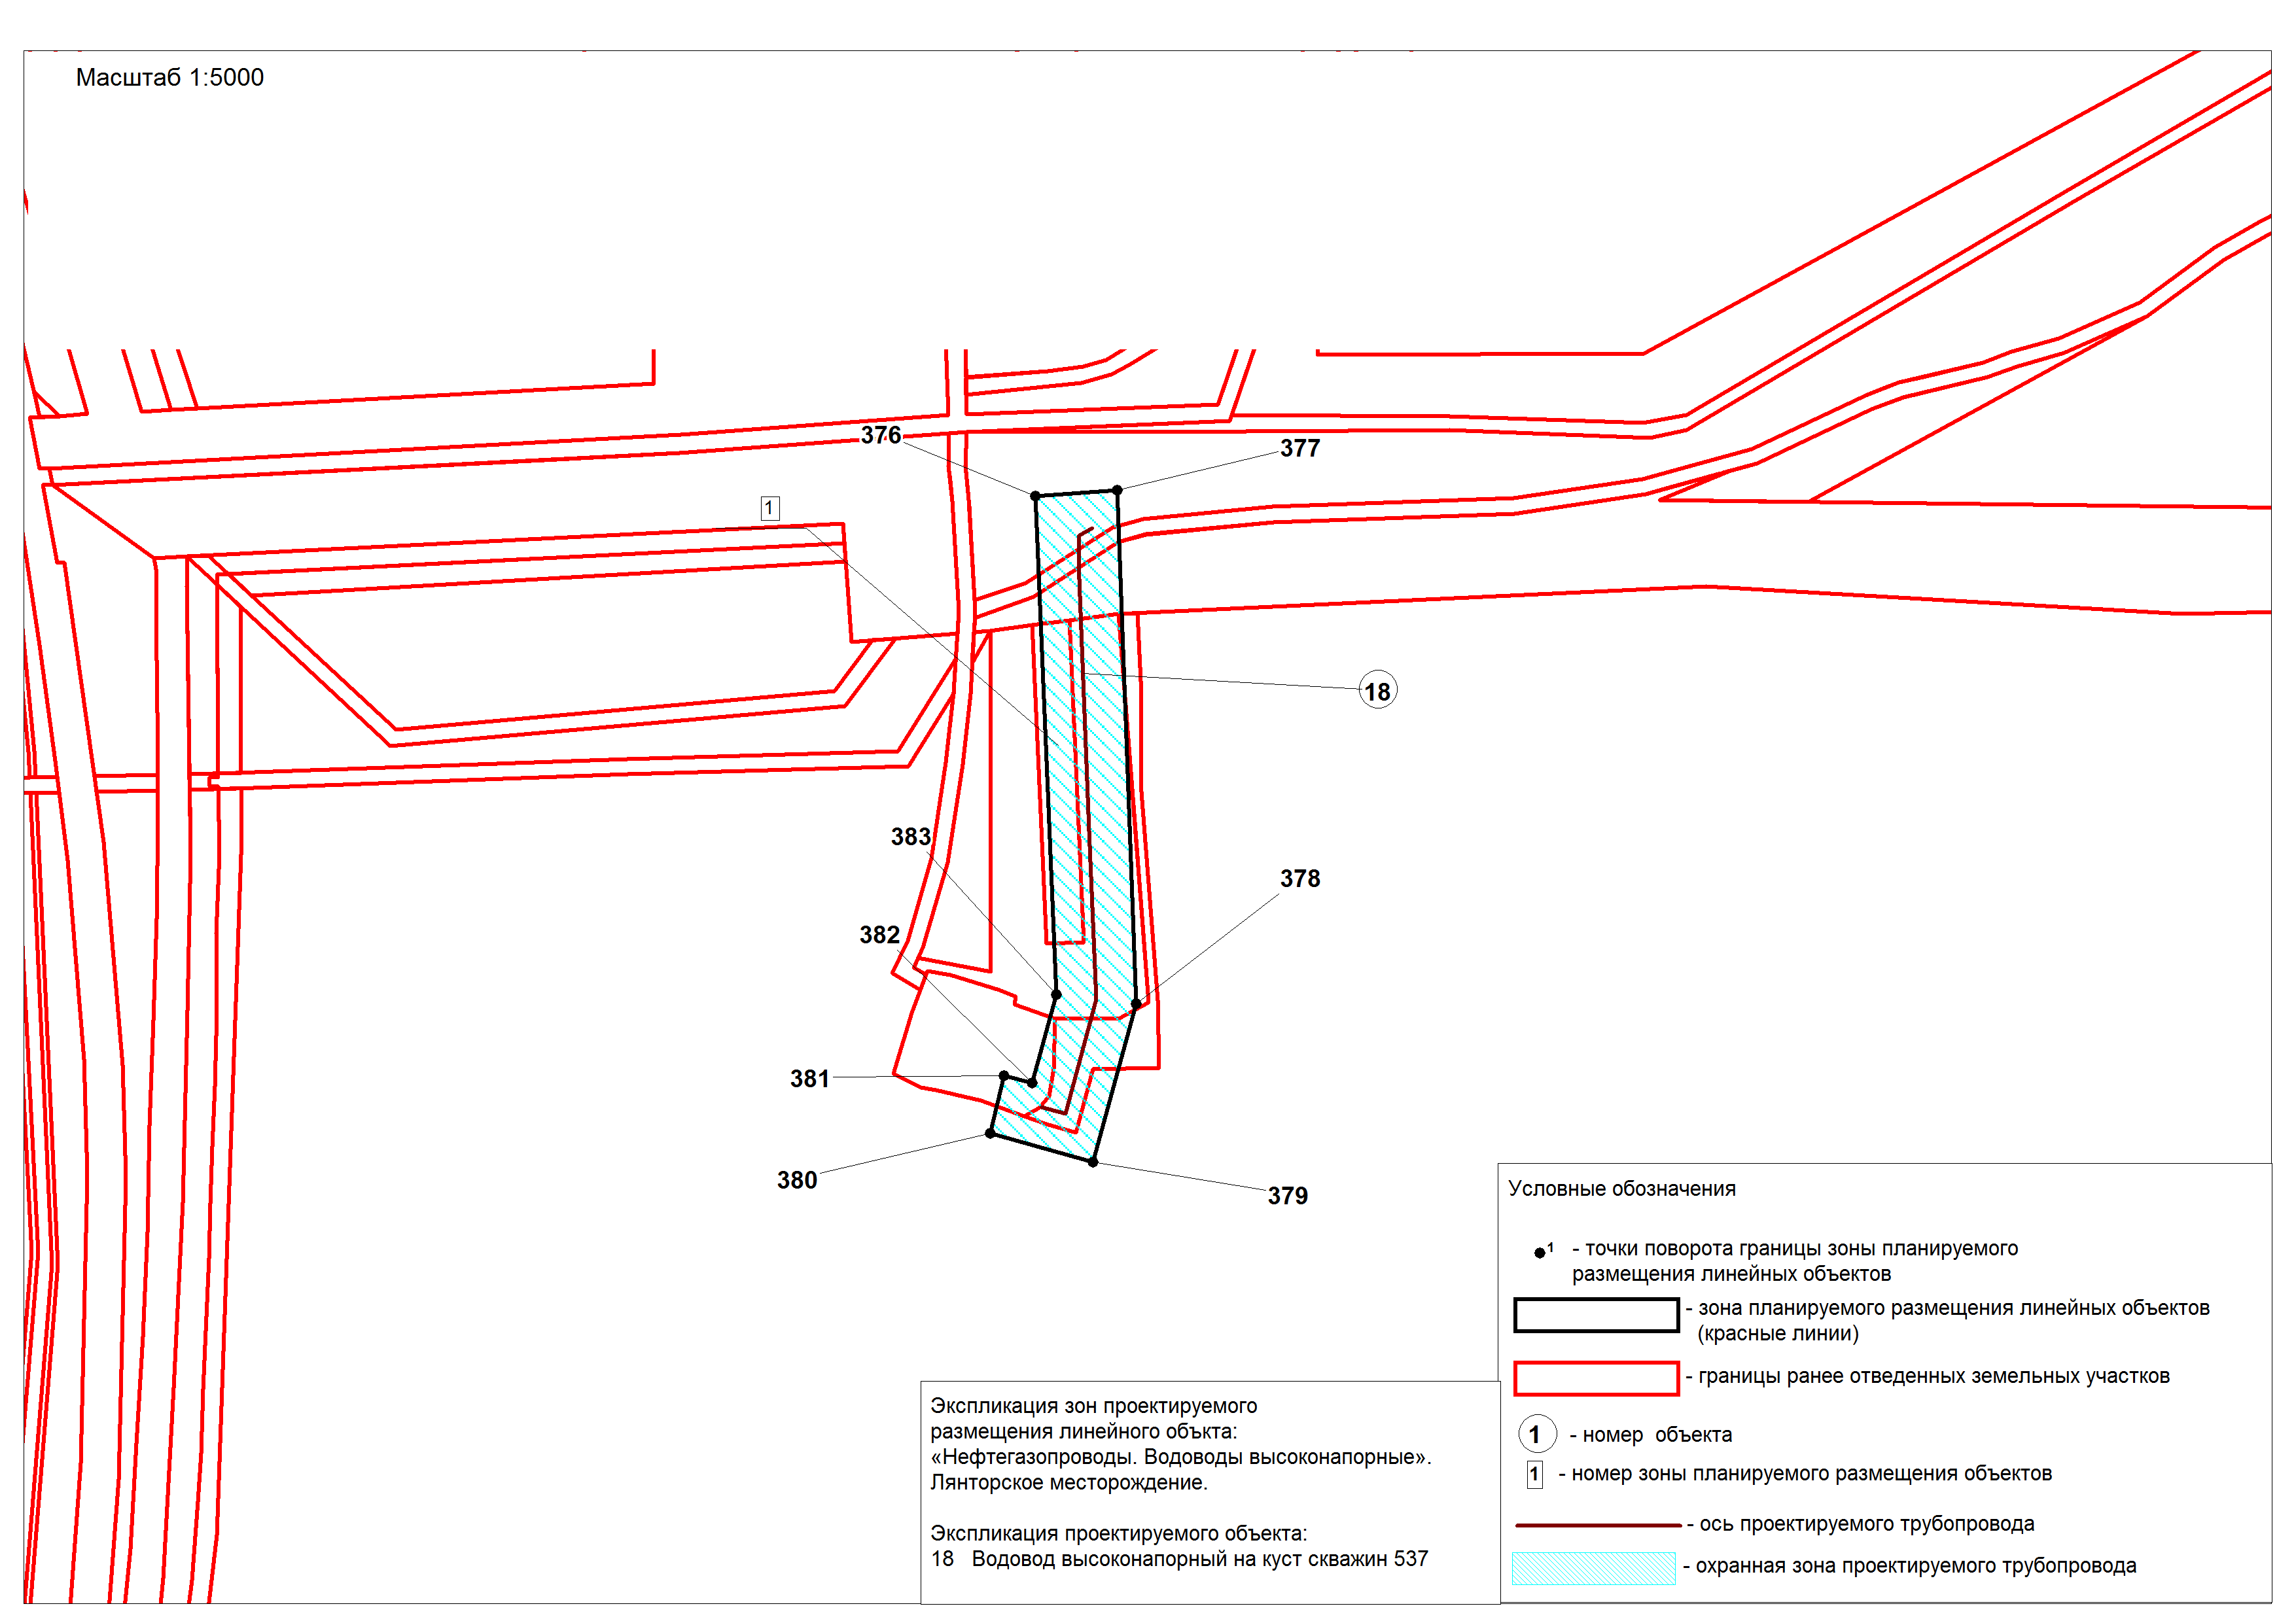 Масштаб 1:5000
376
377
1
18
383
378
382
381
380
379
Условные обозначения
1 - точки поворота границы зоны планируемого
размещения линейных объектов
- зона планируемого размещения линейных объектов
(красные линии)
- границы ранее отведенных земельных участков
1 - номер объекта
1 - номер зоны планируемого размещения объектов
- ось проектируемого трубопровода
- охранная зона проектируемого трубопровода
Экспликация зон проектируемого
размещения линейного объкта:
«Нефтегазопроводы. Водоводы высоконапорные».
Лянторское месторождение.
Экспликация проектируемого объекта:
18 Водовод высоконапорный на куст скважин 537